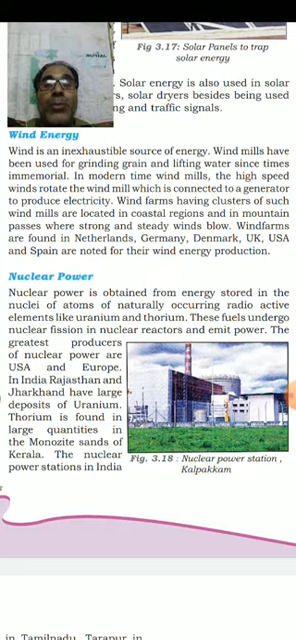 Fig 3.17: Solar Panels to trap
solar energy
. Solar energy is also used in solar
rs, solar dryers besides being used
ng and traffic signals.
Wind Energy
Wind is an inexhaustible source of energy. Wind mills have
been used for grinding grain and lifting water since times
immemorial. In modern time wind mills, the high speed
winds rotate the wind mill which is connected to a generator
to produce electricity. Wind farms having clusters of such
wind mills are located in coastal regions and in mountain
passes where strong and steady winds blow. Windfarms
are found in Netherlands, Germany, Denmark, UK, USA
and Spain are noted for their wind energy production.
Nuclear Power
Nuclear power is obtained from energy stored in the
nuclei of atoms of naturally occurring radio active
elements like uranium and thorium. These fuels undergo
nuclear fission in nuclear reactors and emit power. The
greatest producers
of nuclear power are
USA and Europe.
In India Rajasthan and
Jharkhand have large
deposits of Uranium.
Thorium is found in
large quantities in
the Monozite sands of
Kerala. The nuclear
power stations in India
Fig. 3.18 : Nuclear power station ,
Kalpakkam
in Tamilnadu, Tarapur in